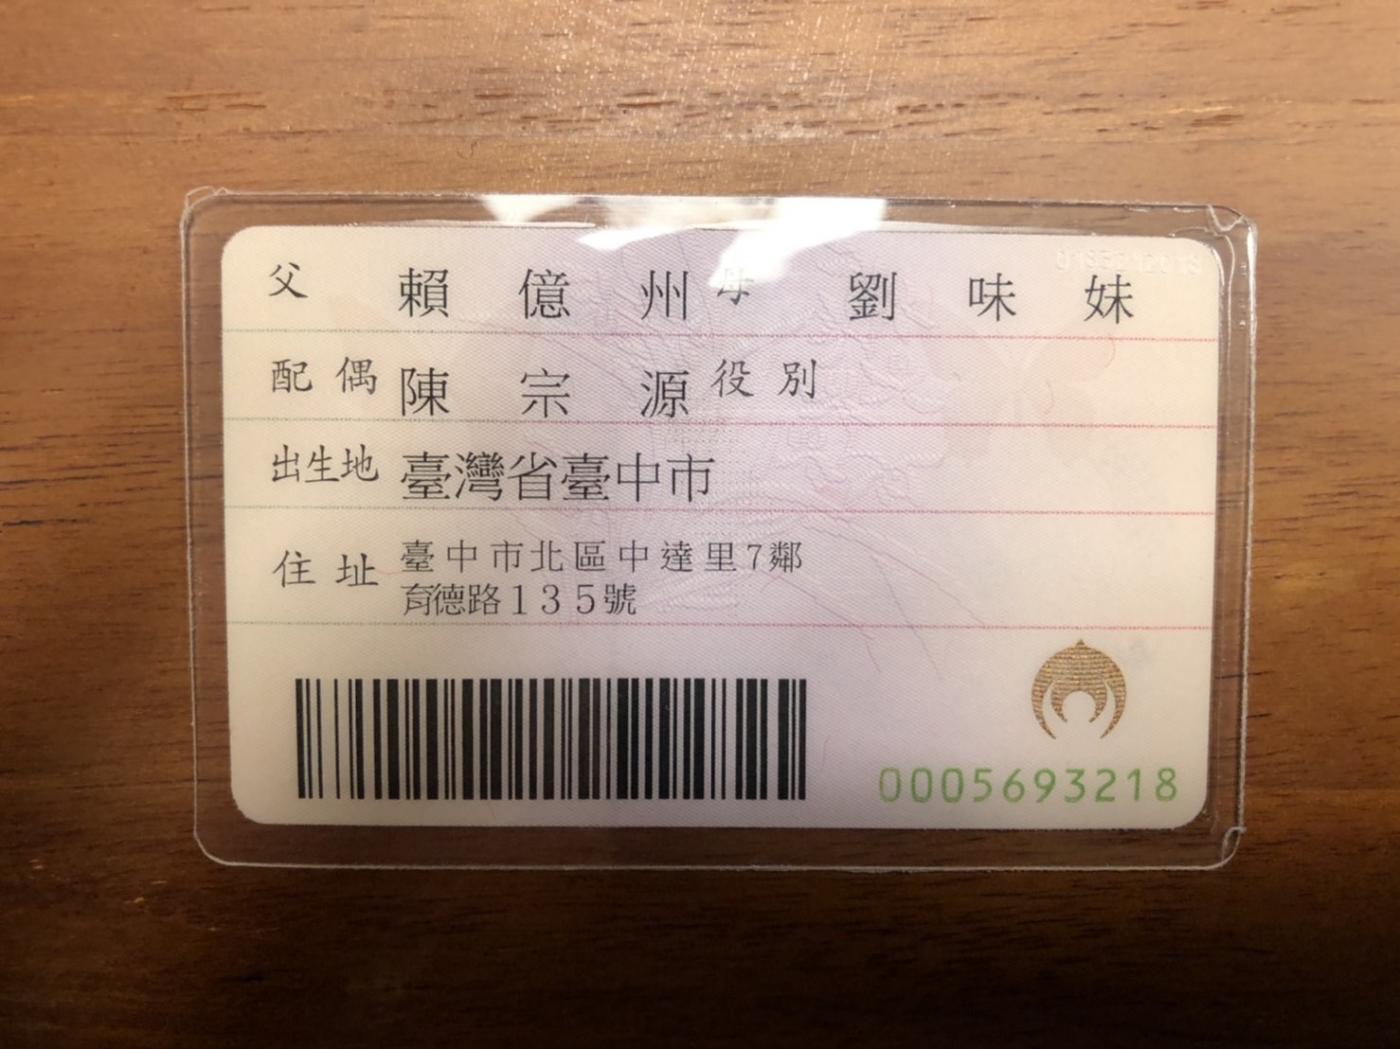 父 賴億州 母 劉味妹
配偶 陳宗源 役別
出生地 臺灣省臺中市
住址 臺中市北區中達里7鄰
育德路135號
0005693218